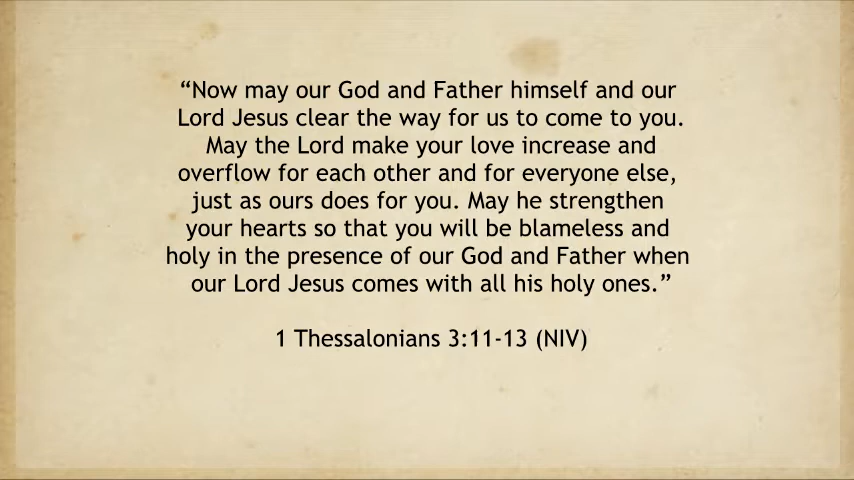 “Now may our God and Father himself and our
Lord Jesus clear the way for us to come to you.
May the Lord make your love increase and
overflow for each other and for everyone else,
just as ours does for you. May he strengthen
your hearts so that you will be blameless and
holy in the presence of our God and Father when
our Lord Jesus comes with all his holy ones.”
1 Thessalonians 3:11-13 (NIV)